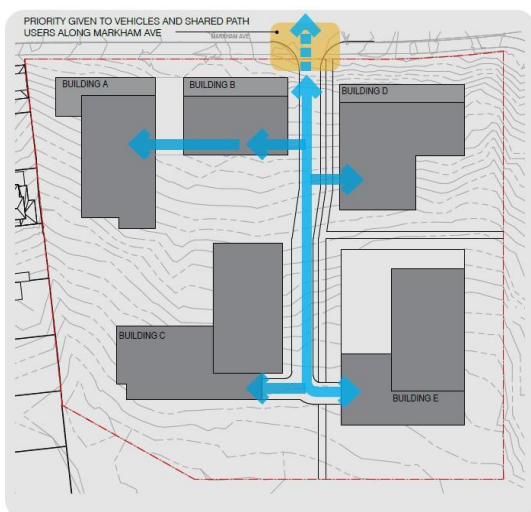 PRIORITY GIVEN TO VEHICLES AND SHARED PATH
USERS ALONG MARKHAM AVE
MARKHAM AVE
BUILDING A
BUILDING B
BUILDING D
BUILDING C
BUILDING E